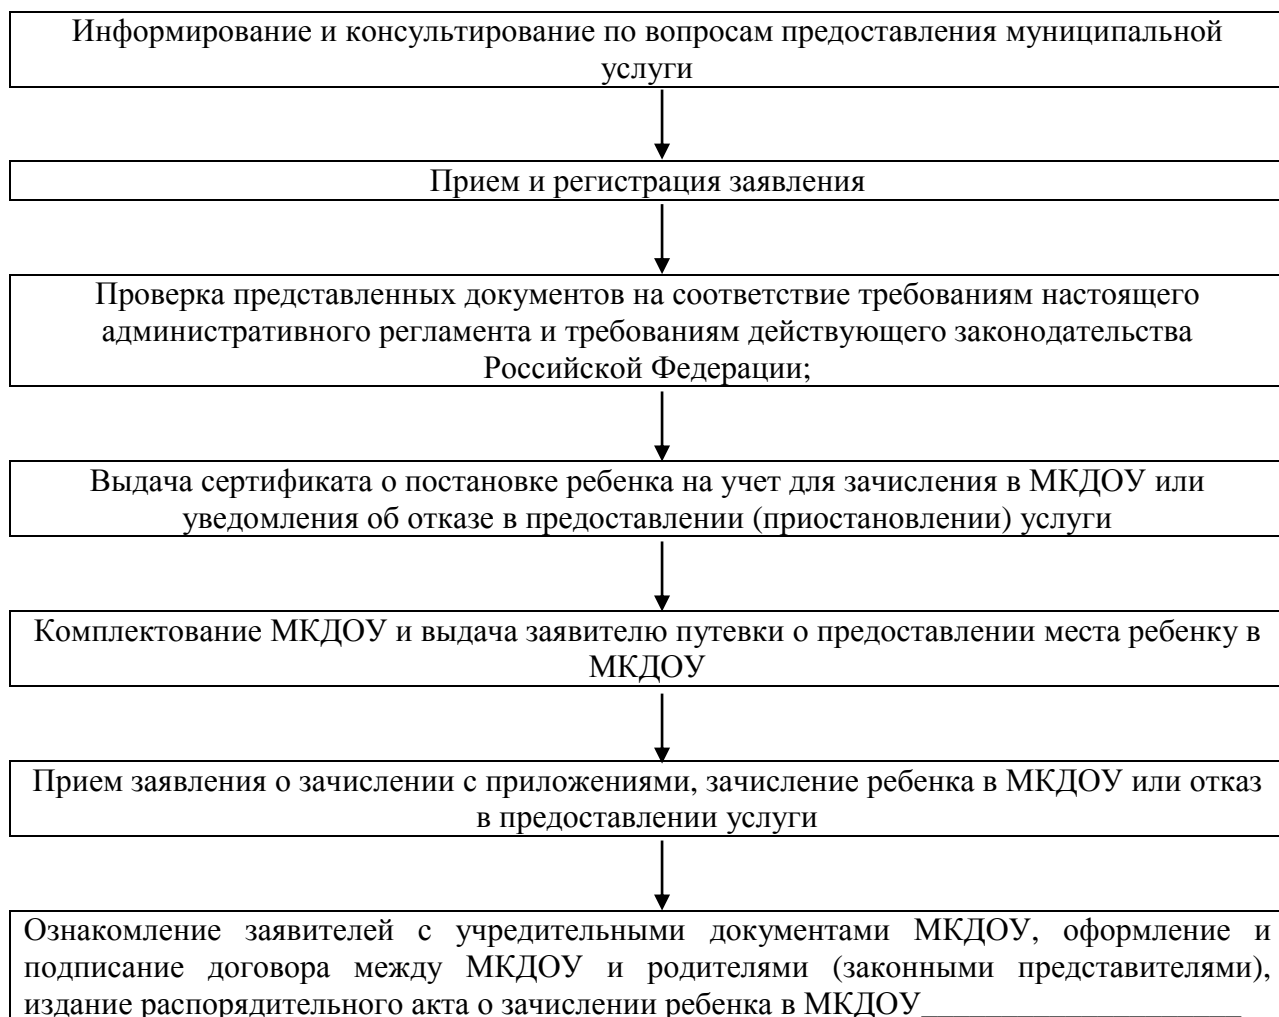 Информирование и консультирование по вопросам предоставления муниципальной
услуги
Прием и регистрация заявления
Проверка представленных документов на соответствие требованиям настоящего
административного регламента и требованиям действующего законодательства
Российской Федерации;
Выдача сертификата о постановке ребенка на учет для зачисления в МКДОУ или
уведомления об отказе в предоставлении (приостановлении) услуги
Комплектование МКДОУ и выдача заявителю путевки о предоставлении места ребенку в
МКДОУ
Прием заявления о зачислении с приложениями, зачисление ребенка в МКДОУ или отказ
в предоставлении услуги
Ознакомление заявителей с учредительными документами МКДОУ, оформление и
подписание договора между МКДОУ и родителями (законными представителями),
издание распорядительного акта о зачислении ребенка в МКДОУ____________________